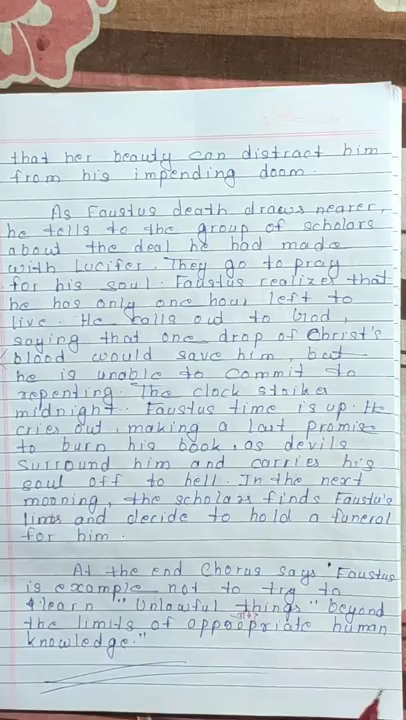 that her beauty can distract him
from his impending doom.
As Faustus death draws nearer,
he tells to the group of scholars
about the deal he had made
with Lucifer. They go to pray
for his soul. Faustus realizes that
he has only one hour left to
live. He calls out to God,
saying that one drop of Christ's
blood would save him, but
he is unable to commit to
repenting. The clock strikes
midnight. Faustus time is up. He
cries out, making a last promise
to burn his book, as devils
surround him and carries his
soul off to hell. In the next
mooning, the scholars finds Faustu's
limbs and decide to hold a funeral
for him.
At the end Chorus says "Faustus
is example not to try to
learn "Unlawful things" beyond
the limits of appropriate human
knowledge."